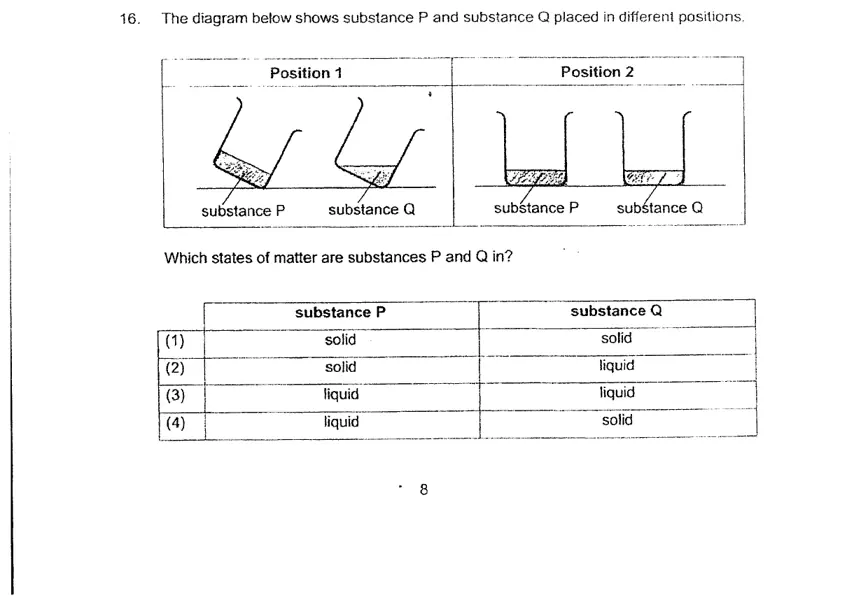 16. The diagram below shows substance P and substance Q placed in different positions.
Position 1 Position 2
substance P substance Q substance P substance Q
Which states of matter are substances P and Q in?
substance P substance Q
(1) solid solid
(2) solid liquid
(3) liquid liquid
(4) liquid solid
8